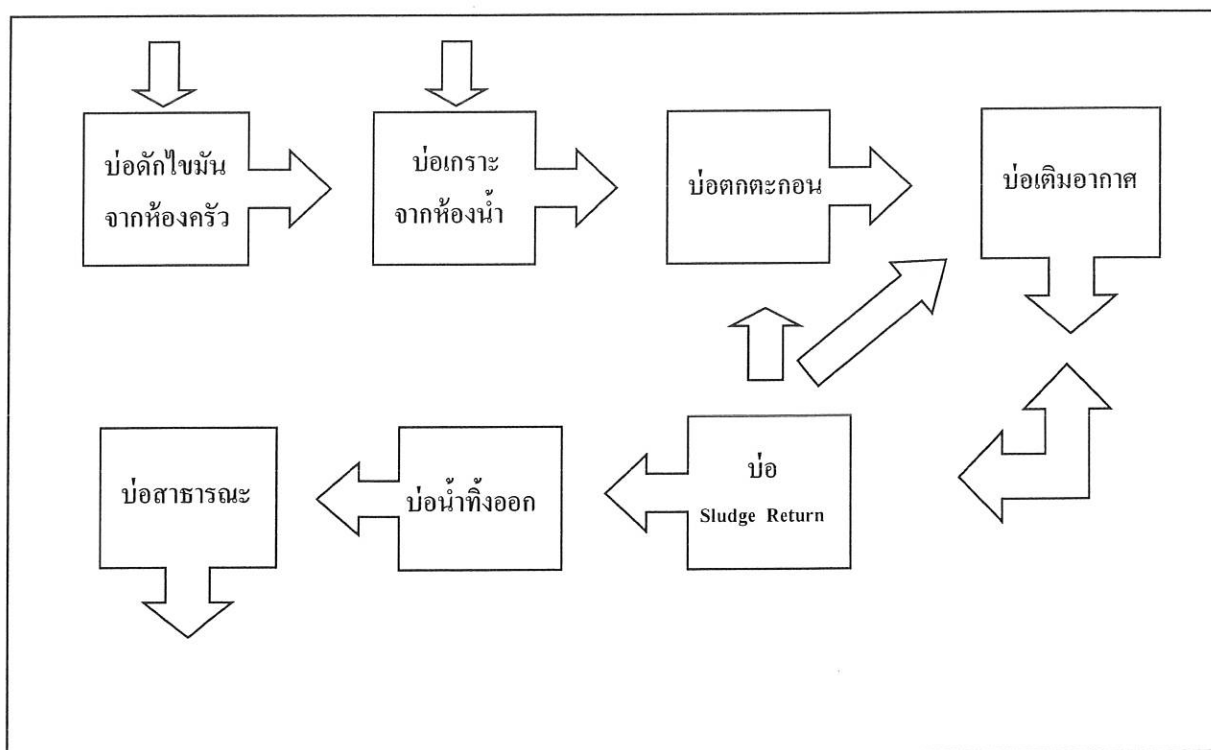 บ่อดักไขมัน
จากห้องครัว
บ่อเกราะ
จากห้องน้ำ
บ่อตกตะกอน
บ่อเติมอากาศ
บ่อสาธารณะ
บ่อน้ำทิ้งออก
บ่อ
Sludge Return